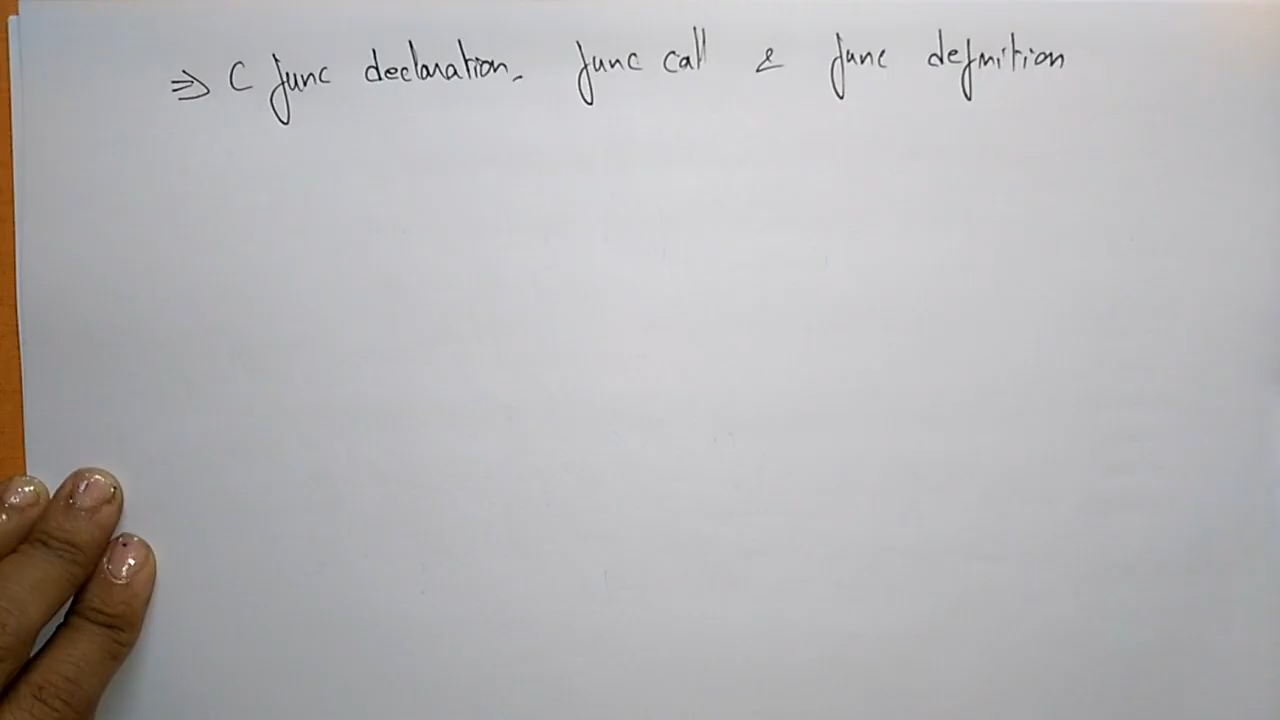 ⇒ C func declaration, func call & func definition